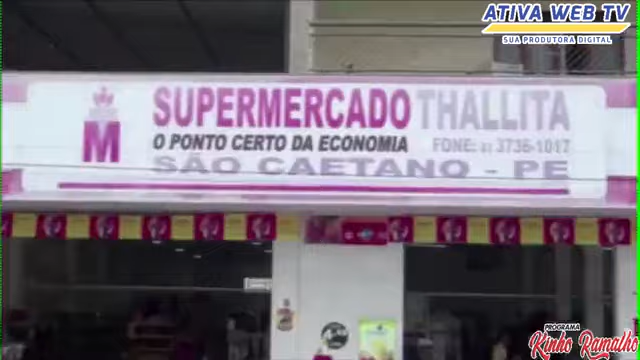 ATIVA WEB TV
SUA PRODUTORA DIGITAL
M
SUPERMERCADO THALLITA
O PONTO CERTO DA ECONOMIA FONE: 81 3736-1017
SÃO CAETANO - PE
PROGRAMA
Kinho Ramalho